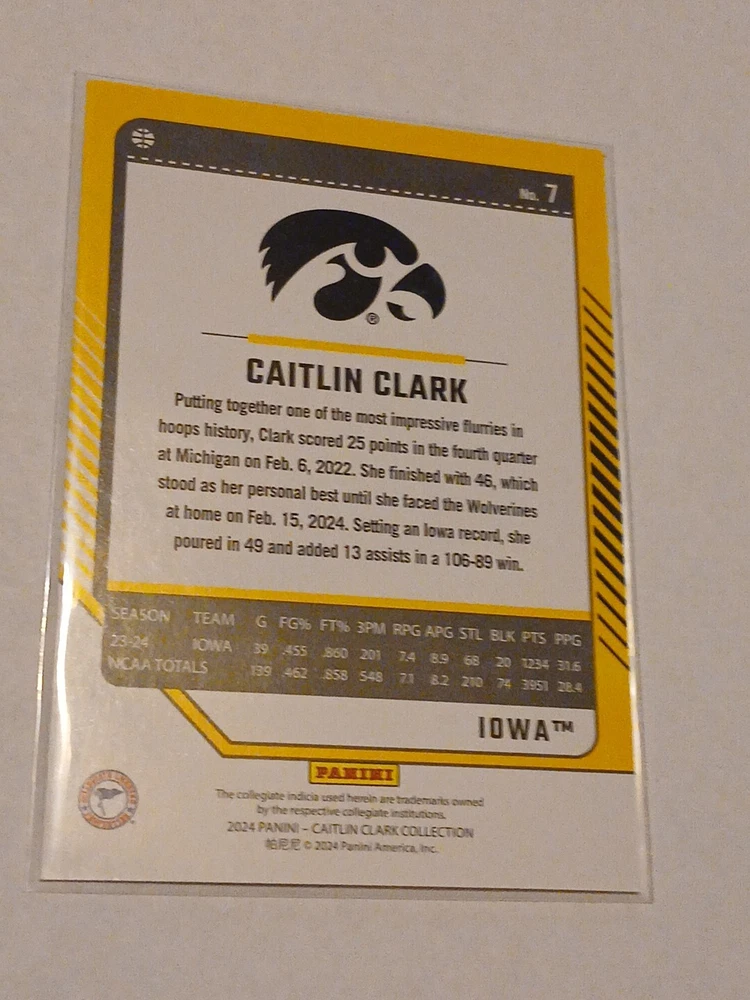 No. 7
®
CAITLIN CLARK
Putting together one of the most impressive flurries in
hoops history, Clark scored 25 points in the fourth quarter
at Michigan on Feb. 6, 2022. She finished with 46, which
stood as her personal best until she faced the Wolverines
at home on Feb. 15, 2024. Setting an Iowa record, she
poured in 49 and added 13 assists in a 106-89 win.
SEASON TEAM G FG% FT% 3PM RPG APG STL BLK PTS PPG
23-24 IOWA 39 .455 .860 201 7.4 8.9 68 20 1234 31.6
NCAA TOTALS 139 .462 .858 548 7.1 8.2 210 74 3951 28.4
IOWA™
PANINI
The collegiate indicia used herein are trademarks owned
by the respective collegiate institutions.
2024 PANINI – CAITLIN CLARK COLLECTION
帕尼尼 © 2024 Panini America, Inc.